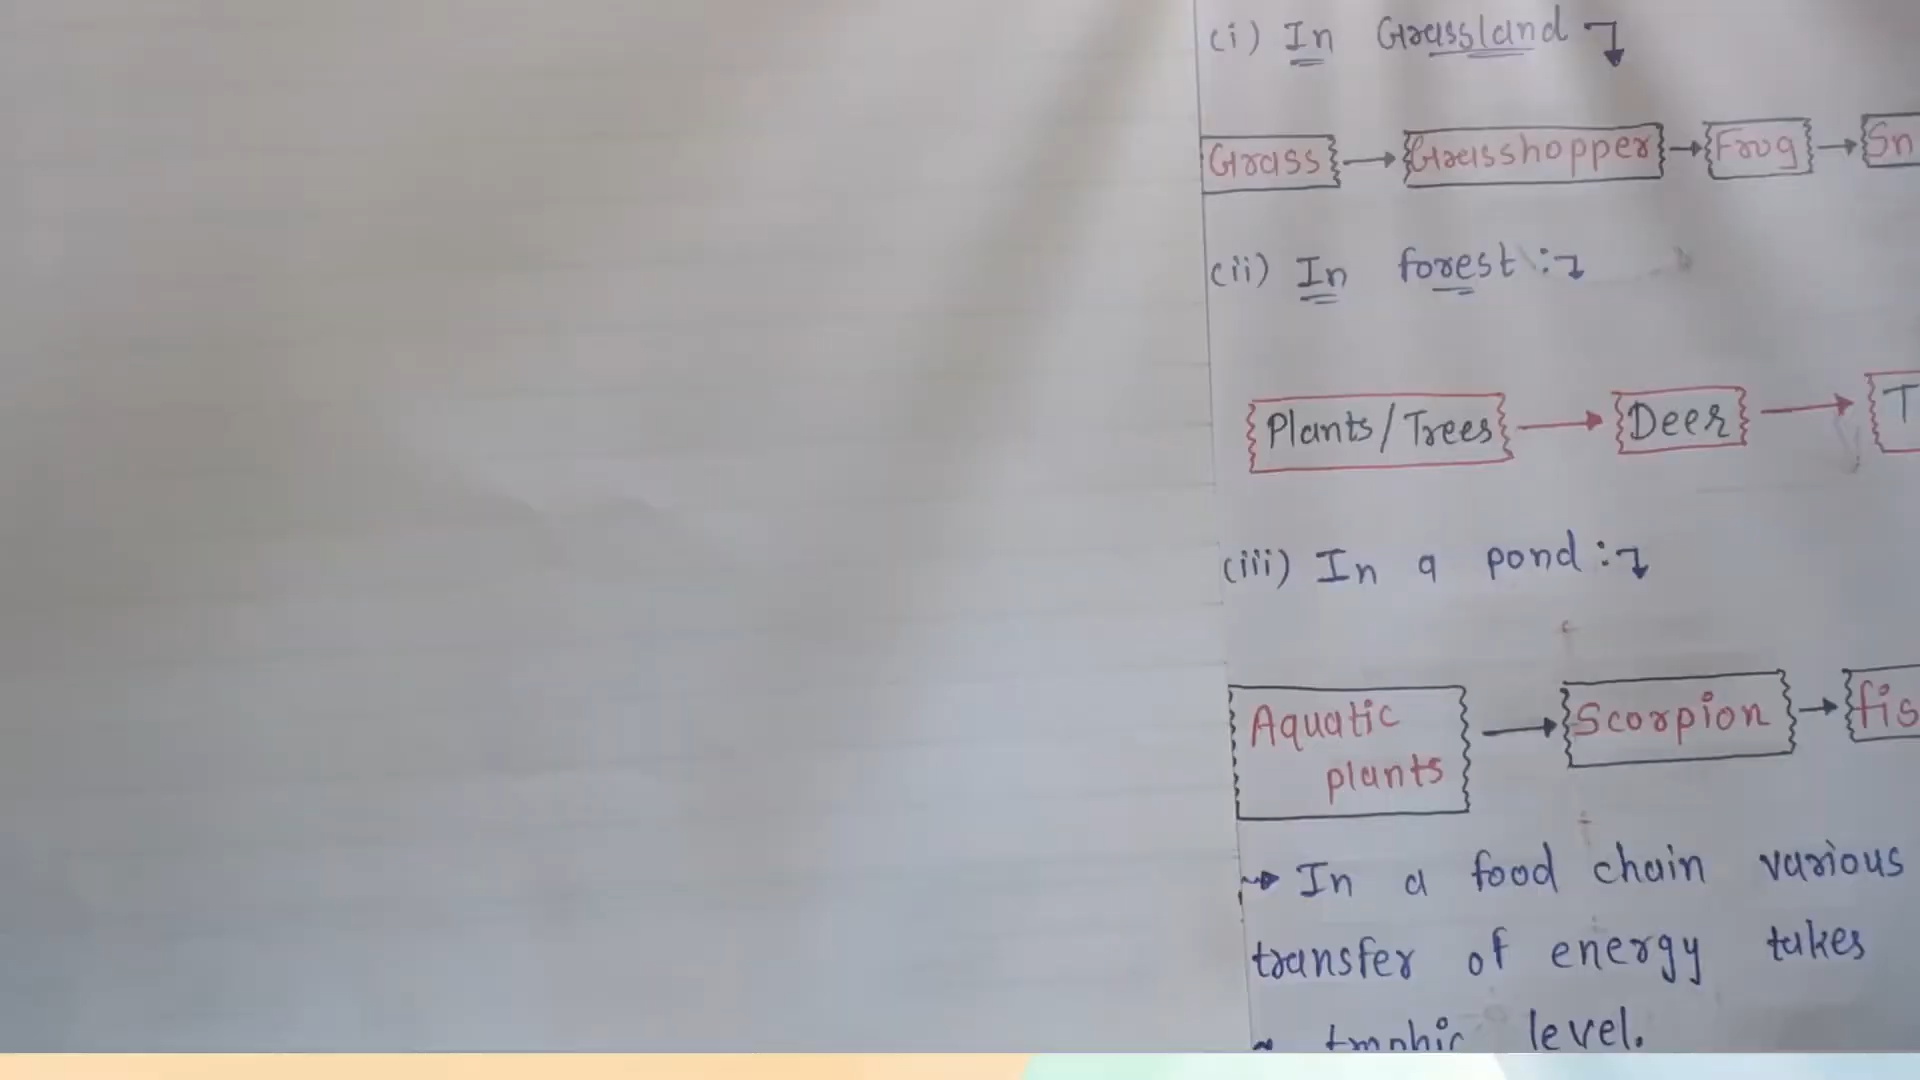 (i) In Grassland
Grass → Grasshopper → Frog → Sn
(ii) In forest :
Plants / Trees → Deer → T
(iii) In a pond :
Aquatic plants → Scorpion → fis
→ In a food chain various
transfer of energy takes
level.